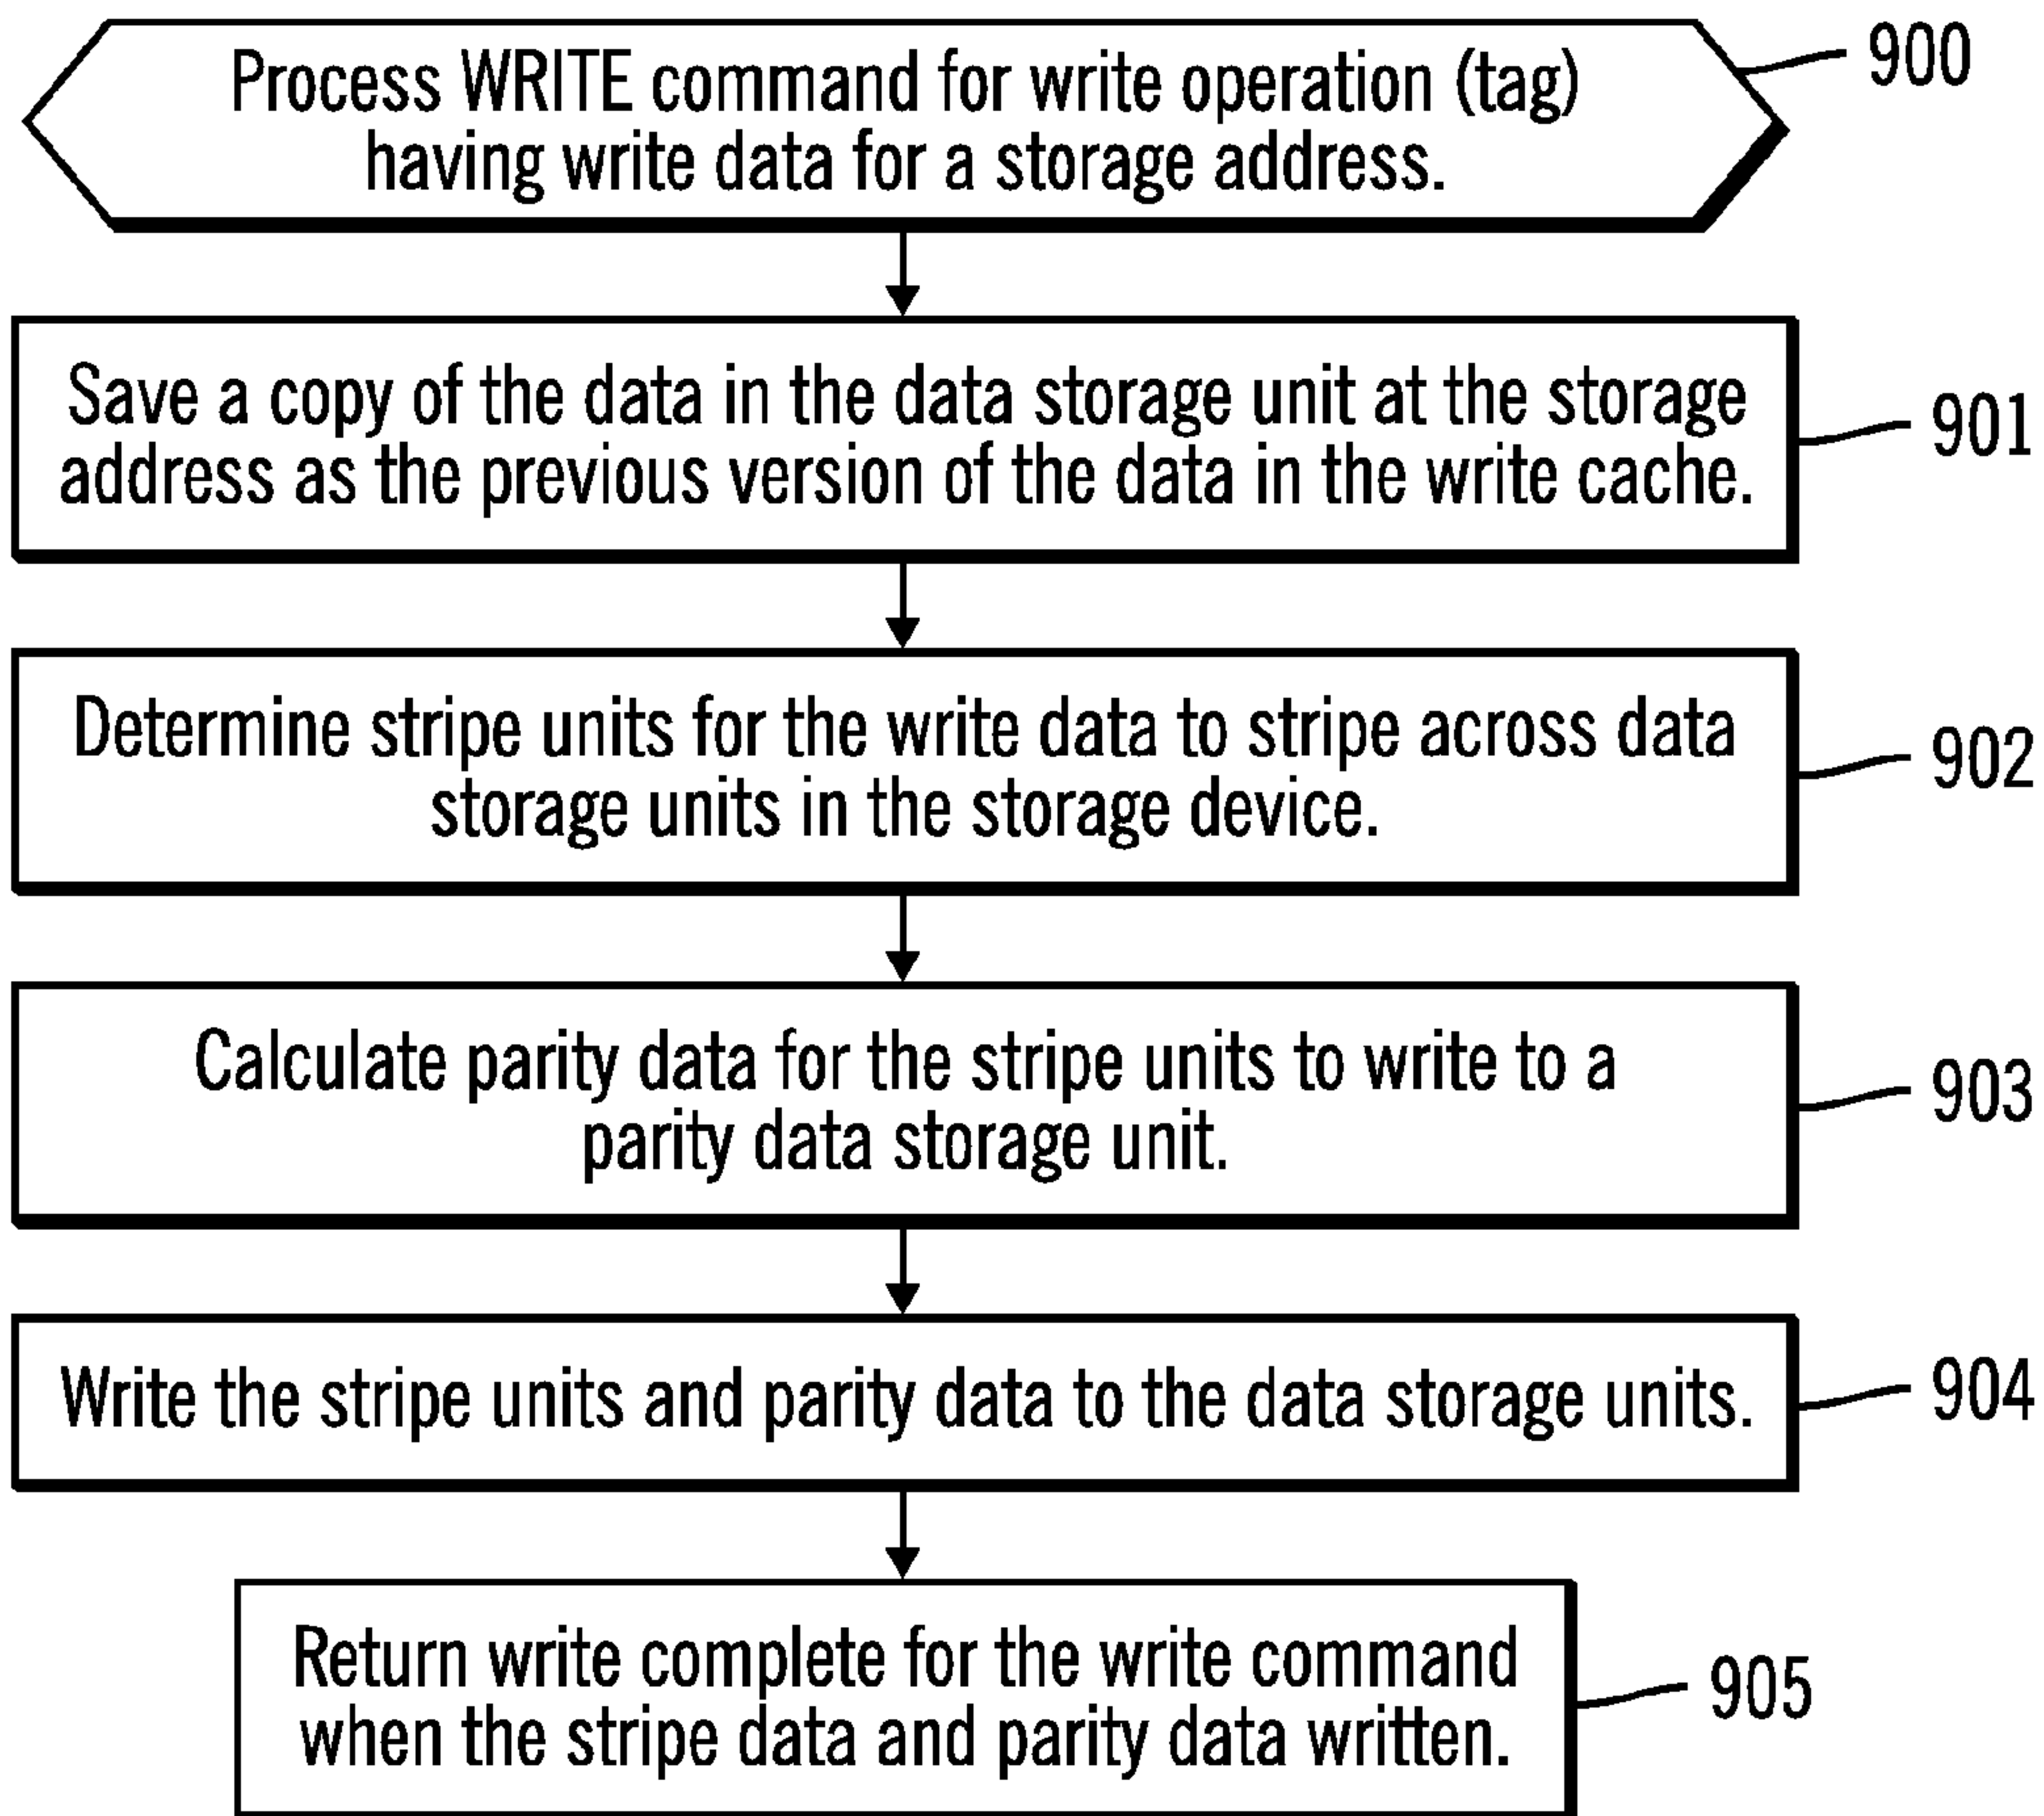 Process WRITE command for write operation (tag)
having write data for a storage address.
900
Save a copy of the data in the data storage unit at the storage
address as the previous version of the data in the write cache.
901
Determine stripe units for the write data to stripe across data
storage units in the storage device.
902
Calculate parity data for the stripe units to write to a
parity data storage unit.
903
Write the stripe units and parity data to the data storage units.
904
Return write complete for the write command
when the stripe data and parity data written.
905